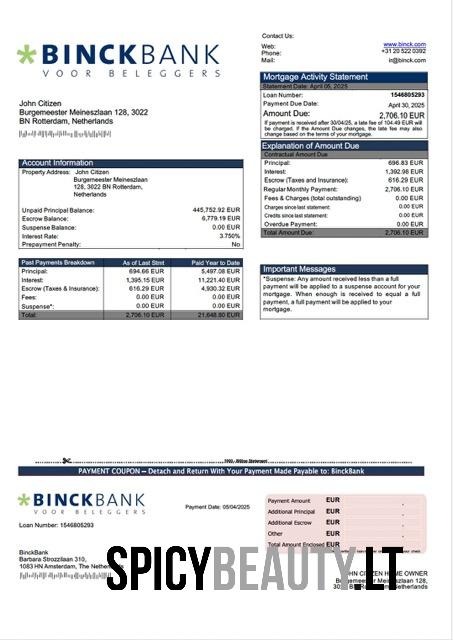 BINCKBANK
VOOR BELEGGERS
Contact Us:
Web: www.binck.com
Phone: +31 20 522 0392
Mail: ir@binck.com
John Citizen
Burgemeester Meineszlaan 128, 3022
BN Rotterdam, Netherlands
Mortgage Activity Statement
Statement Date: April 05, 2025
Loan Number: 1546805293
Payment Due Date: April 30, 2025
Amount Due: 2,706.10 EUR
If payment is received after 30/04/25, a late fee of 104.49 EUR will
be charged. If the Amount Due changes, the late fee may also
change based on the terms of your mortgage.
Explanation of Amount Due
Contractual Amount Due
Principal: 696.83 EUR
Interest: 1,392.98 EUR
Escrow (Taxes and Insurance): 616.29 EUR
Regular Monthly Payment: 2,706.10 EUR
Fees & Charges (total outstanding) 0.00 EUR
Charges since last statement: 0.00 EUR
Credits since last statement: 0.00 EUR
Overdue Payment: 0.00 EUR
Total Amount Due: 2,706.10 EUR
Account Information
Property Address: John Citizen
Burgemeester Meineszlaan
128, 3022 BN Rotterdam,
Netherlands
Unpaid Principal Balance: 445,752.92 EUR
Escrow Balance: 6,779.19 EUR
Suspense Balance: 0.00 EUR
Interest Rate: 3.750%
Prepayment Penalty: No
Past Payments Breakdown As of Last Stmt Paid Year to Date
Principal: 694.66 EUR 5,497.08 EUR
Interest: 1,395.15 EUR 11,221.40 EUR
Escrow (Taxes & Insurance): 616.29 EUR 4,930.32 EUR
Fees: 0.00 EUR 0.00 EUR
Suspense*: 0.00 EUR 0.00 EUR
Total: 2,706.10 EUR 21,648.80 EUR
Important Messages
*Suspense: Any amount received less than a full
payment will be applied to a suspense account for your
mortgage. When enough is received to equal a full
payment, a full payment will be applied to your
mortgage.
PAYMENT COUPON – Detach and Return With Your Payment Made Payable to: BinckBank
BINCKBANK
VOOR BELEGGERS
Payment Date: 05/04/2025
Loan Number: 1546805293
Payment Amount EUR
Additional Principal EUR
Additional Escrow EUR
Other EUR
Total Amount Enclosed EUR
BinckBank
Barbara Strozzilaan 310,
1083 HN Amsterdam, The
JOHN CITIZEN HOME OWNER
128,
SPICYBEAUTY.LT